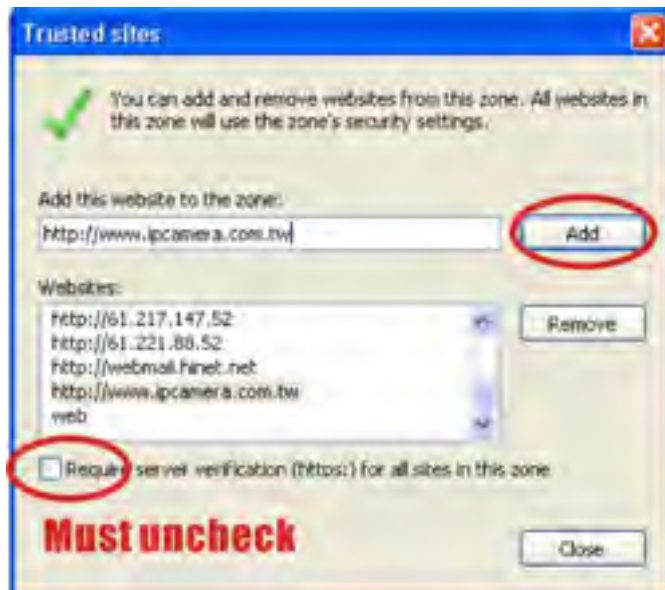 Trusted sites
You can add and remove websites from this zone. All websites in
this zone will use the zone's security settings.
Add this website to the zone:
http://www.ipcamera.com.tw
Add
Websites:
http://61.217.147.52
http://61.221.88.52
http://webmail.hinet.net
http://www.ipcamera.com.tw
web
Remove
Require server verification (https:) for all sites in this zone
Must uncheck
Close